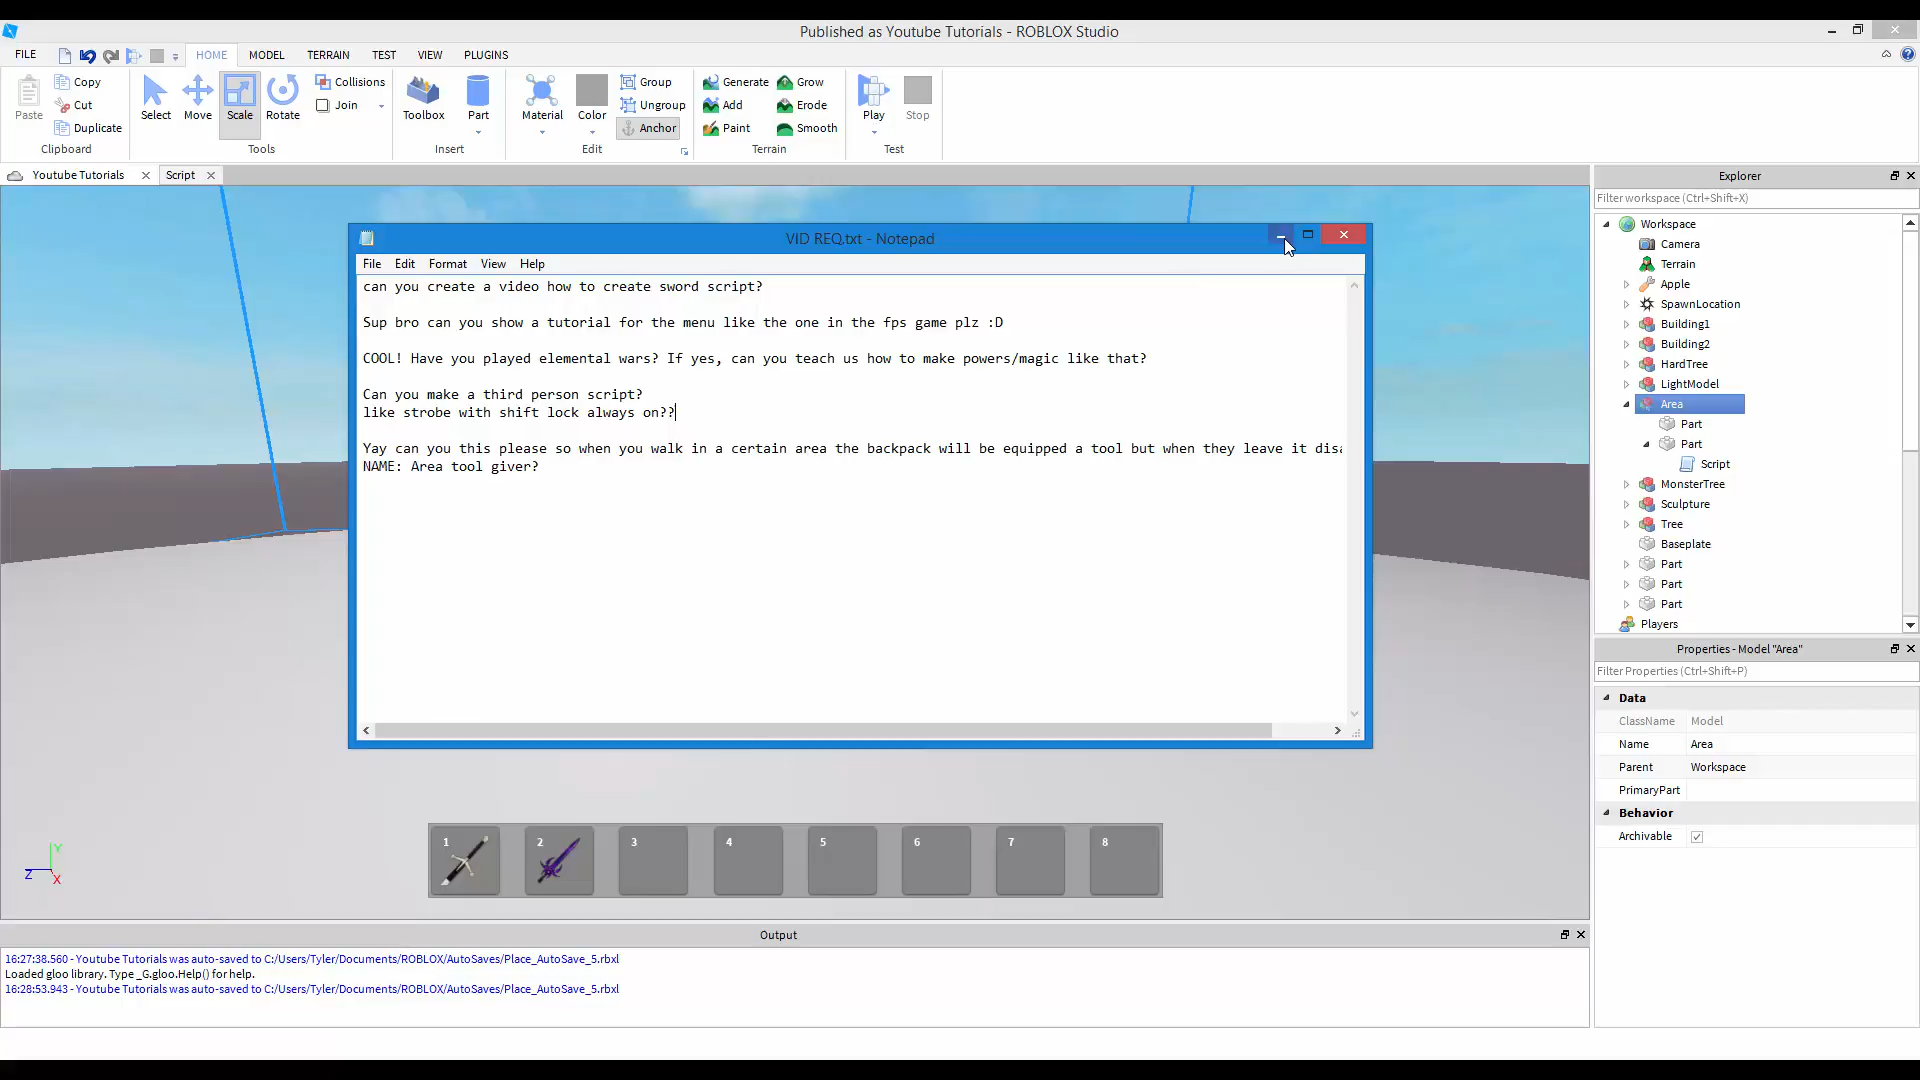 Published as Youtube Tutorials - ROBLOX Studio
FILE
HOME
MODEL
TERRAIN
TEST
VIEW
PLUGINS
Paste
Copy
Cut
Duplicate
Clipboard
Select
Move
Scale
Rotate
Tools
Collisions
Join
Toolbox
Part
Insert
Material
Color
Group
Ungroup
Anchor
Edit
Generate
Add
Paint
Grow
Erode
Smooth
Terrain
Play
Stop
Test
Youtube Tutorials
Script
VID REQ.txt - Notepad
File Edit Format View Help
can you create a video how to create sword script?
Sup bro can you show a tutorial for the menu like the one in the fps game plz :D
COOL! Have you played elemental wars? If yes, can you teach us how to make powers/magic like that?
Can you make a third person script?
like strobe with shift lock always on??
Yay can you this please so when you walk in a certain area the backpack will be equipped a tool but when they leave it
NAME: Area tool giver?
1
2
3
4
5
6
7
8
Y
Z
X
Output
16:27:38.560 - Youtube Tutorials was auto-saved to C:/Users/Tyler/Documents/ROBLOX/AutoSaves/Place_AutoSave_5.rbxl
Loaded gloo library. Type _G.gloo.Help() for help.
16:28:53.943 - Youtube Tutorials was auto-saved to C:/Users/Tyler/Documents/ROBLOX/AutoSaves/Place_AutoSave_5.rbxl
Explorer
Filter workspace (Ctrl+Shift+X)
Workspace
Camera
Terrain
Apple
SpawnLocation
Building1
Building2
HardTree
LightModel
Area
Part
Part
Script
MonsterTree
Sculpture
Tree
Baseplate
Part
Part
Part
Players
Properties - Model "Area"
Filter Properties (Ctrl+Shift+P)
Data
ClassName Model
Name Area
Parent Workspace
PrimaryPart
Behavior
Archivable